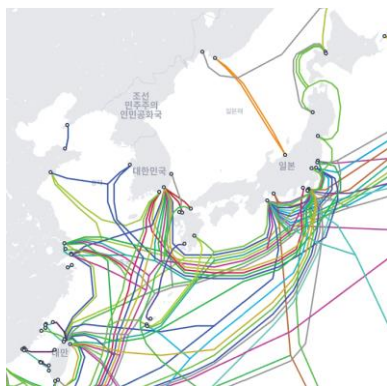 조선
민주주의
인민공화국
일본해
대한민국
일본
대만